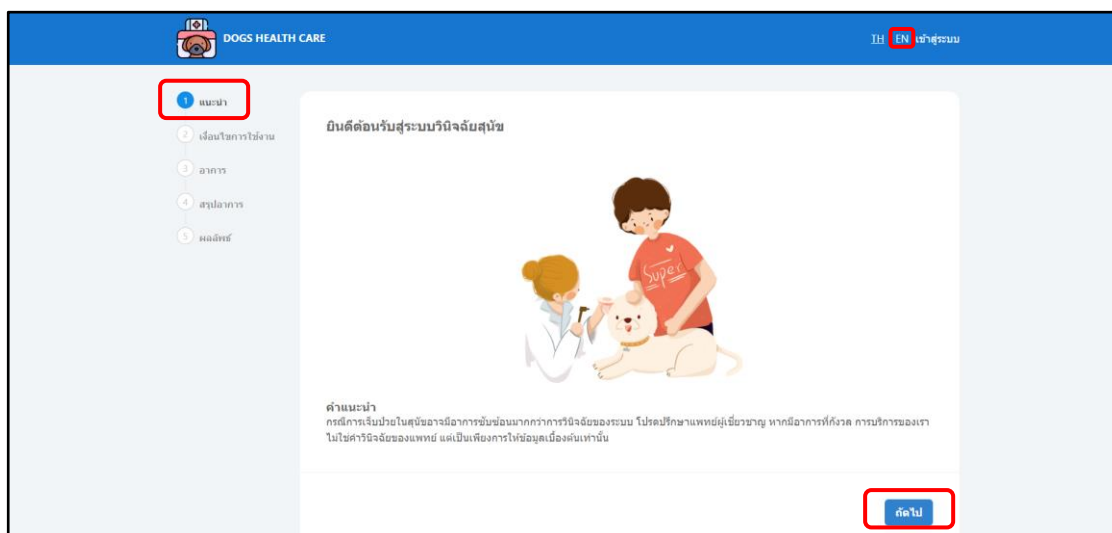 DOGS HEALTH CARE
TH EN เข้าสู่ระบบ
1 แนะนำ
2 เงื่อนไขการใช้งาน
3 อาการ
4 สรุปอาการ
5 ผลลัพธ์
ยินดีต้อนรับสู่ระบบวินิจฉัยสุนัข
Super
คำแนะนำ
กรณีการเจ็บป่วยในสุนัขอาจมีอาการซับซ้อนมากกว่าการวินิจฉัยของระบบ โปรดปรึกษาแพทย์ผู้เชี่ยวชาญ หากมีอาการที่กังวล การบริการของเรา
ไม่ใช่คำวินิจฉัยของแพทย์ แต่เป็นเพียงการให้ข้อมูลเบื้องต้นเท่านั้น
ถัดไป